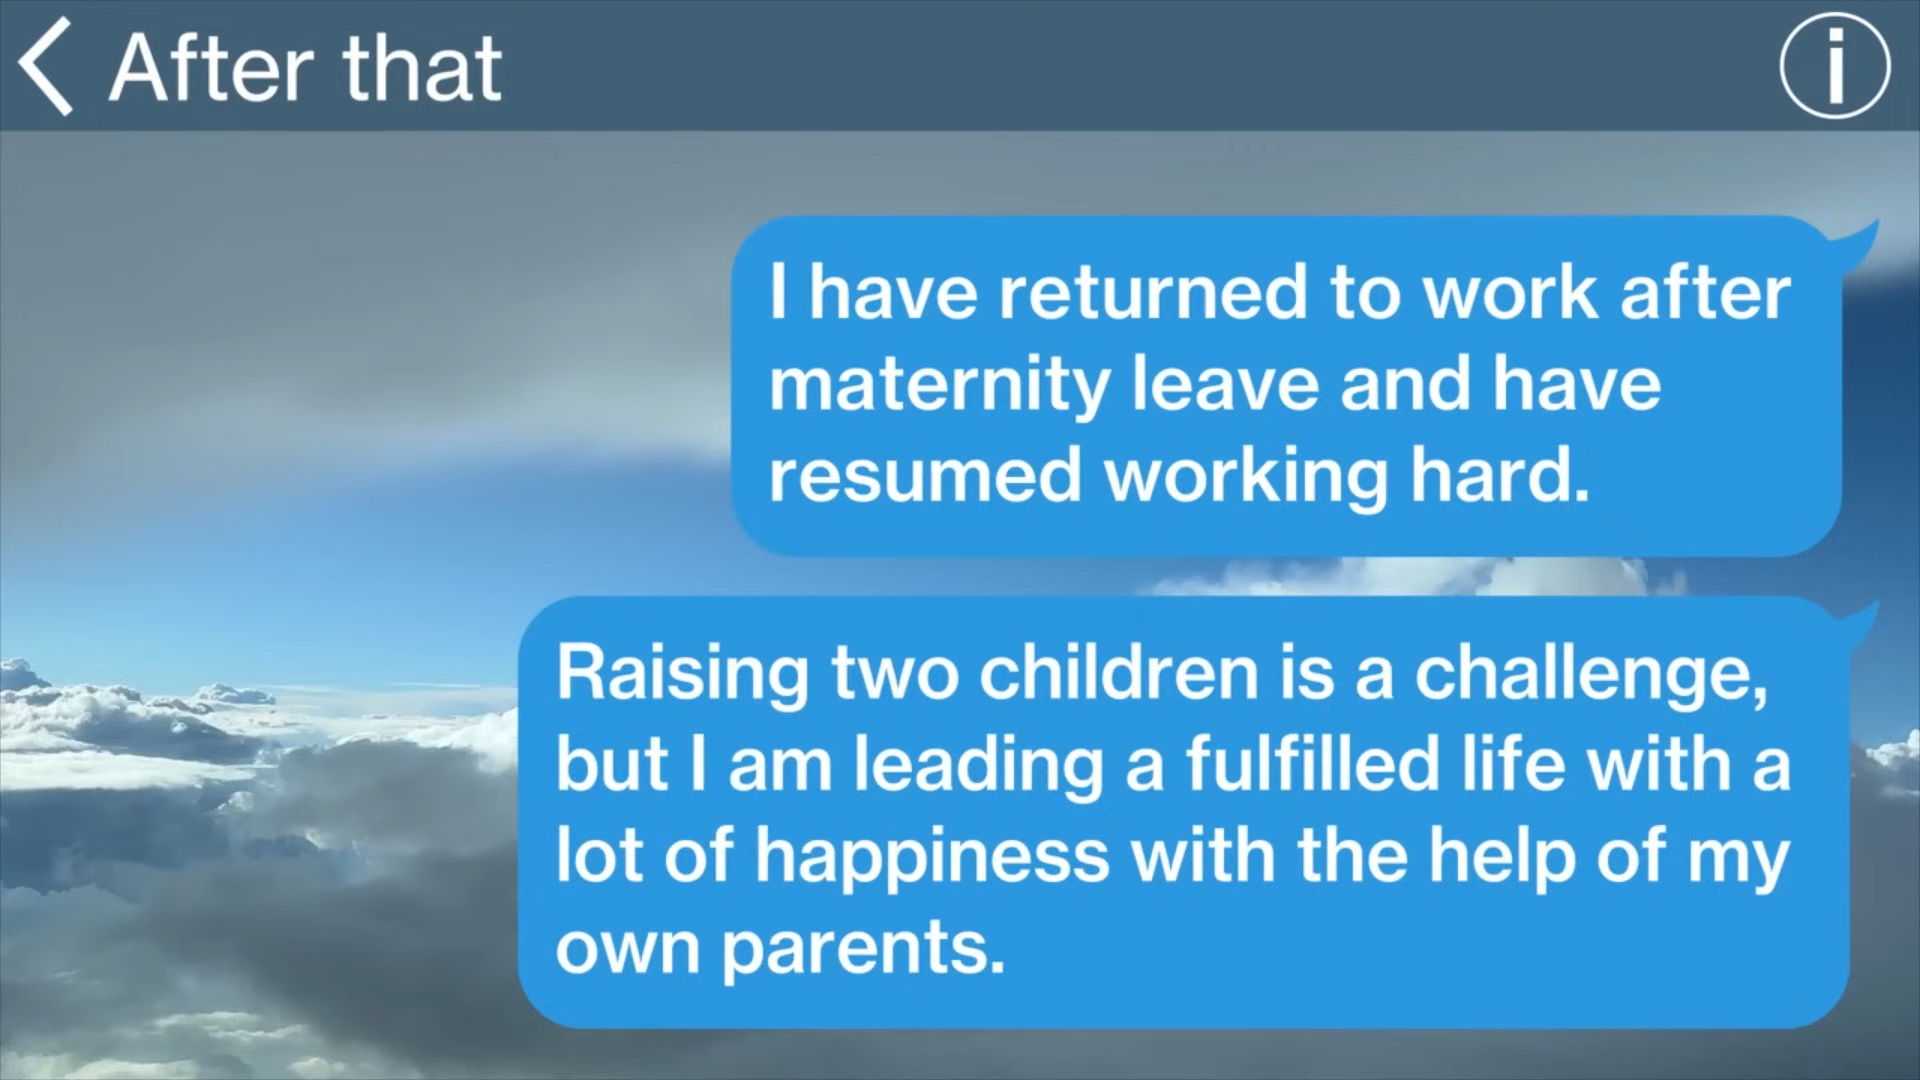 After that
I have returned to work after
maternity leave and have
resumed working hard.
Raising two children is a challenge,
but I am leading a fulfilled life with a
lot of happiness with the help of my
own parents.